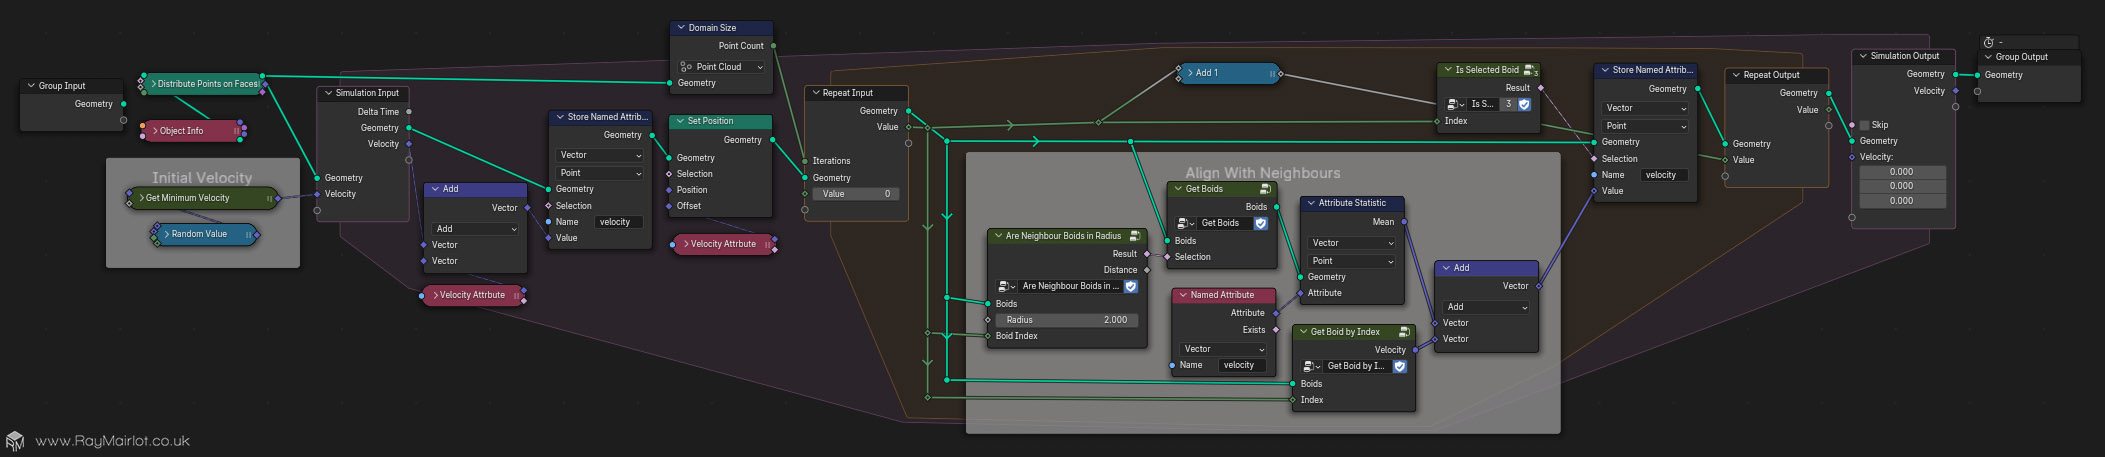 Group Input
Geometry
Distribute Points on Faces
Object Info
Initial Velocity
Get Minimum Velocity
Random Value
Simulation Input
Delta Time
Geometry
Velocity
Geometry
Velocity
Add
Vector
Add
Vector
Vector
Velocity Attrbute
Store Named Attrib...
Geometry
Vector
Point
Geometry
Selection
Name velocity
Value
Domain Size
Point Count
Point Cloud
Geometry
Set Position
Geometry
Geometry
Selection
Position
Offset
Velocity Attrbute
Repeat Input
Geometry
Value
Iterations
Geometry
Value 0
Add 1
Is Selected Boid 3
Result
Is S... 3
Index
Align With Neighbours
Are Neighbour Boids in Radius
Result
Distance
Are Neighbour Boids in ...
Boids
Radius 2.000
Boid Index
Get Boids
Boids
Get Boids
Boids
Selection
Named Attribute
Attribute
Exists
Vector
Name velocity
Attribute Statistic
Mean
Vector
Point
Geometry
Attribute
Get Boid by Index
Velocity
Get Boid by I...
Boids
Index
Add
Vector
Add
Vector
Vector
Store Named Attrib...
Geometry
Vector
Point
Geometry
Selection
Name velocity
Value
Repeat Output
Geometry
Value
Geometry
Value
Simulation Output
Geometry
Velocity
Skip
Geometry
Velocity:
0.000
0.000
0.000
-
Group Output
Geometry
www.RayMairlot.co.uk